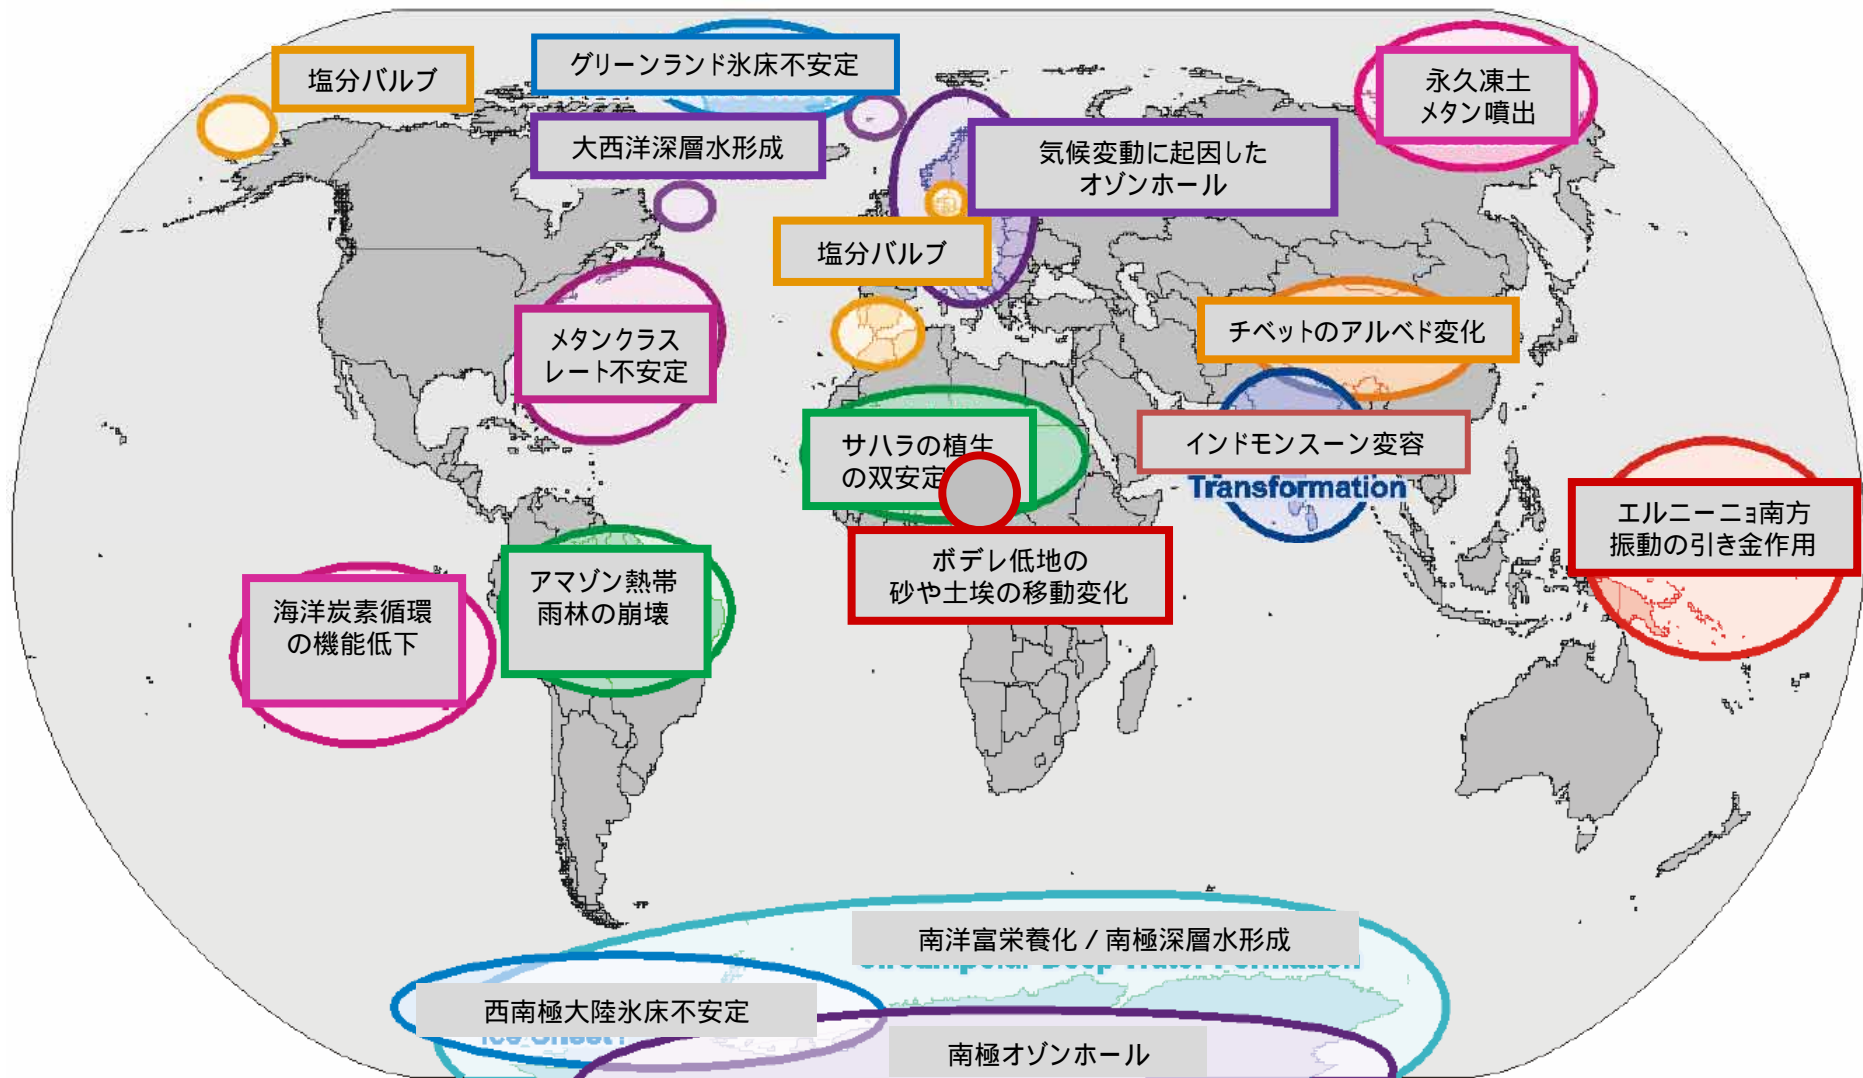 塩分バルブ
グリーンランド氷床不安定
永久凍土
メタン噴出
大西洋深層水形成
気候変動に起因した
オゾンホール
塩分バルブ
メタンクラス
レート不安定
チベットのアルベド変化
サハラの植生
の双安定
インドモンスーン変容
Transformation
エルニーニョ南方
振動の引き金作用
ボデレ低地の
砂や土埃の移動変化
アマゾン熱帯
雨林の崩壊
海洋炭素循環
の機能低下
南洋富栄養化 / 南極深層水形成
西南極大陸氷床不安定
南極オゾンホール